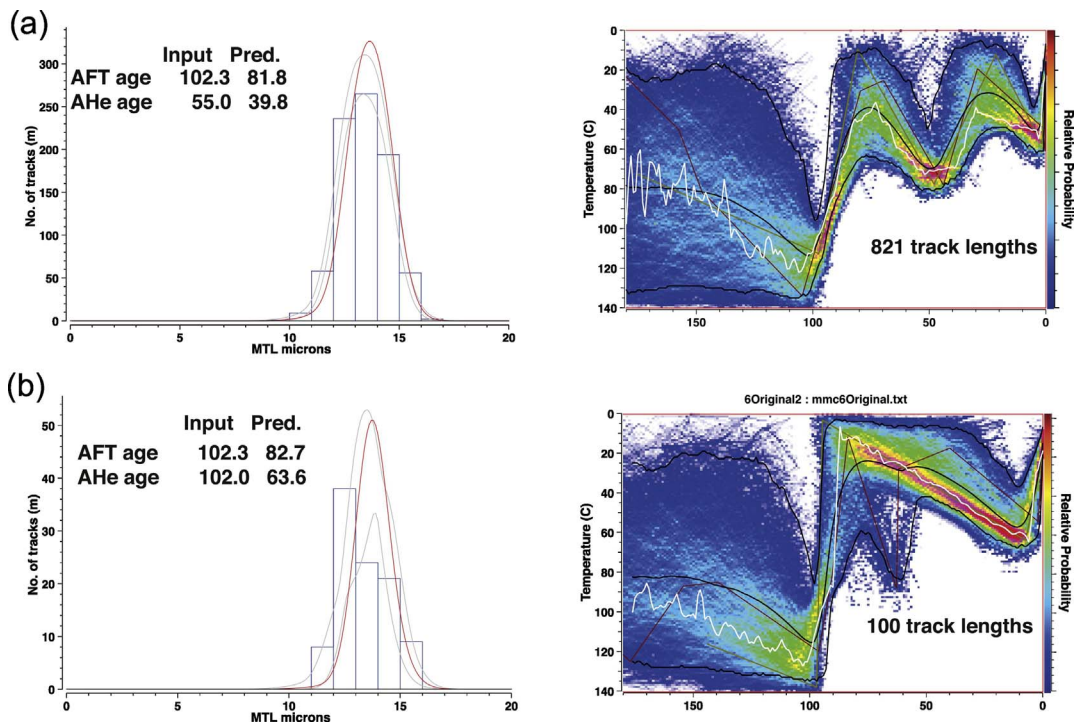 (a)
Input Pred.
AFT age 102.3 81.8
AHe age 55.0 39.8
No. of tracks (m)
300
250
200
150
100
50
0
0 5 10 15 20
MTL microns
Temperature (C)
0
20
40
60
80
100
120
140
821 track lengths
150 100 50 0
Relative Probability
(b)
Input Pred.
AFT age 102.3 82.7
AHe age 102.0 63.6
No. of tracks (m)
50
40
30
20
10
0
0 5 10 15 20
MTL microns
6Original2 : mmc6Original.txt
Temperature (C)
0
20
40
60
80
100
120
140
100 track lengths
150 100 50 0
Relative Probability